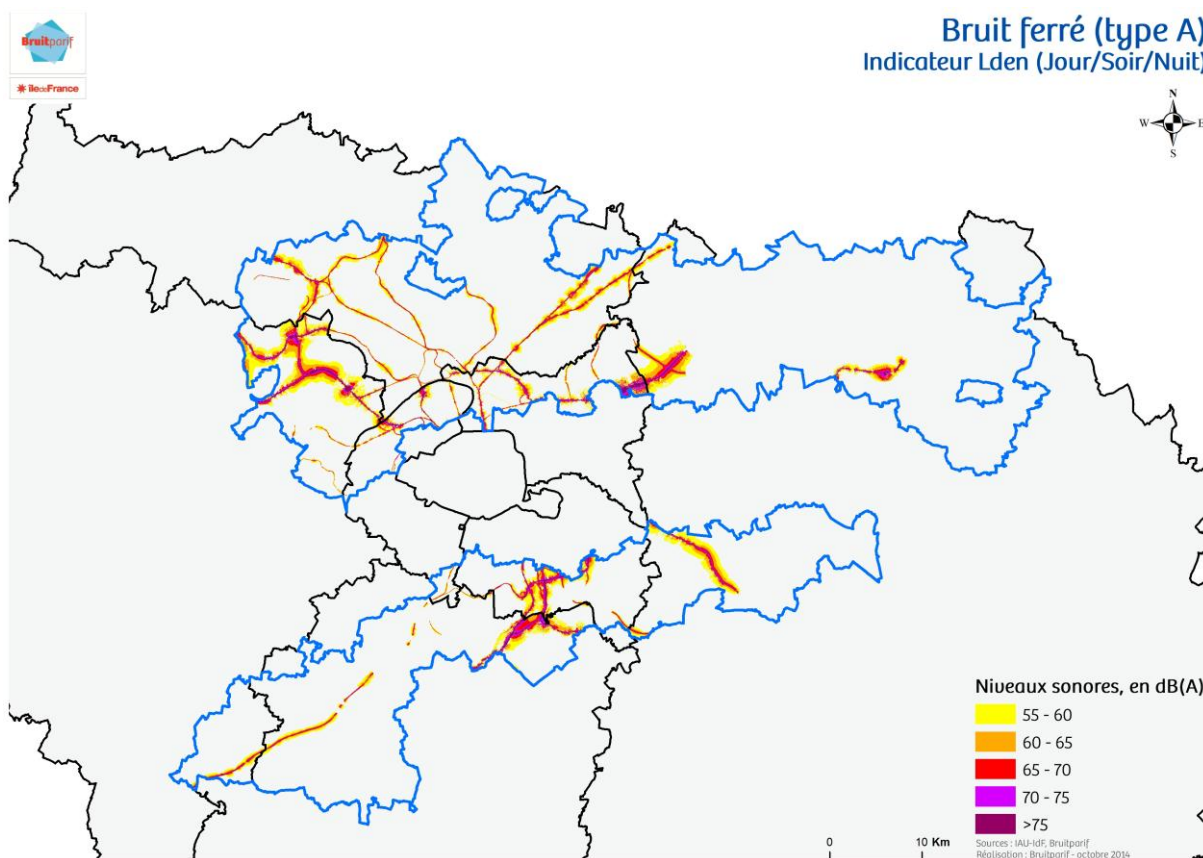 Bruitparif
îledeFrance
Bruit ferré (type A)
Indicateur Lden (Jour/Soir/Nuit)
N
W E
S
Niveaux sonores, en dB(A)
55 - 60
60 - 65
65 - 70
70 - 75
>75
0 10 Km
Sources : IAU-IdF, Bruitparif
Réalisation : Bruitparif - octobre 2014